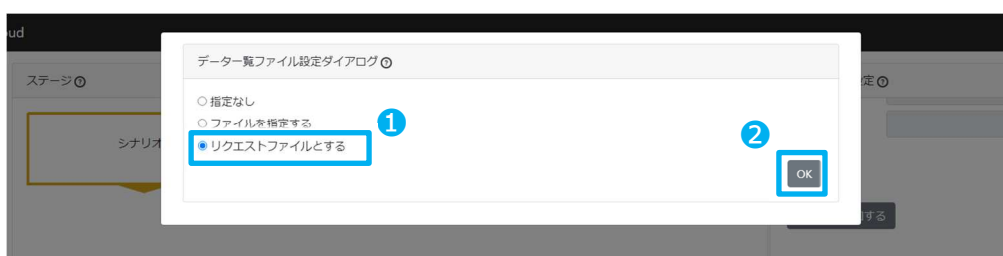 oud
データ一覧ファイル設定ダイアログ
ステージ
定
指定なし
ファイルを指定する
1
リクエストファイルとする
2
シナリオ
OK
する